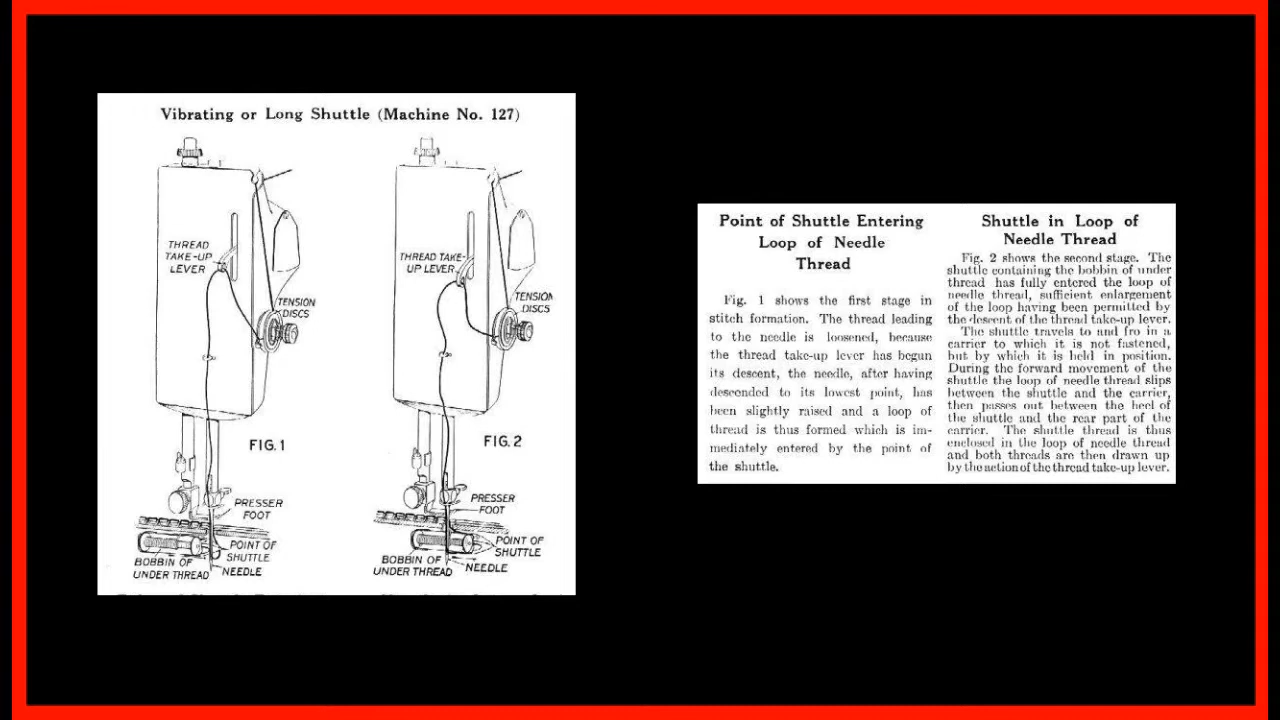 Vibrating or Long Shuttle (Machine No. 127)
THREAD
TAKE-UP
LEVER
TENSION
DISCS
FIG.1
PRESSER
FOOT
POINT OF
SHUTTLE
BOBBIN OF
UNDER THREAD
NEEDLE
THREAD TAKE-
UP LEVER
TENSION
DISCS
FIG.2
PRESSER
FOOT
POINT OF
SHUTTLE
BOBBIN OF
UNDER THREAD
NEEDLE
Point of Shuttle Entering
Loop of Needle
Thread
Fig. 1 shows the first stage in
stitch formation. The thread leading
to the needle is loosened, because
the thread take-up lever has begun
its descent, the needle, after having
descended to its lowest point, has
been slightly raised and a loop of
thread is thus formed which is im-
mediately entered by the point of
the shuttle.
Shuttle in Loop of
Needle Thread
Fig. 2 shows the second stage. The
shuttle containing the bobbin of under
thread has fully entered the loop of
needle thread, sufficient enlargement
of the loop having been permitted by
the descent of the thread take-up lever.
The shuttle travels to and fro in a
carrier to which it is not fastened,
but by which it is held in position.
During the forward movement of the
shuttle the loop of needle thread slips
between the shuttle and the carrier,
then passes out between the heel of
the shuttle and the rear part of the
carrier. The shuttle thread is thus
enclosed in the loop of needle thread
and both threads are then drawn up
by the action of the thread take-up lever.